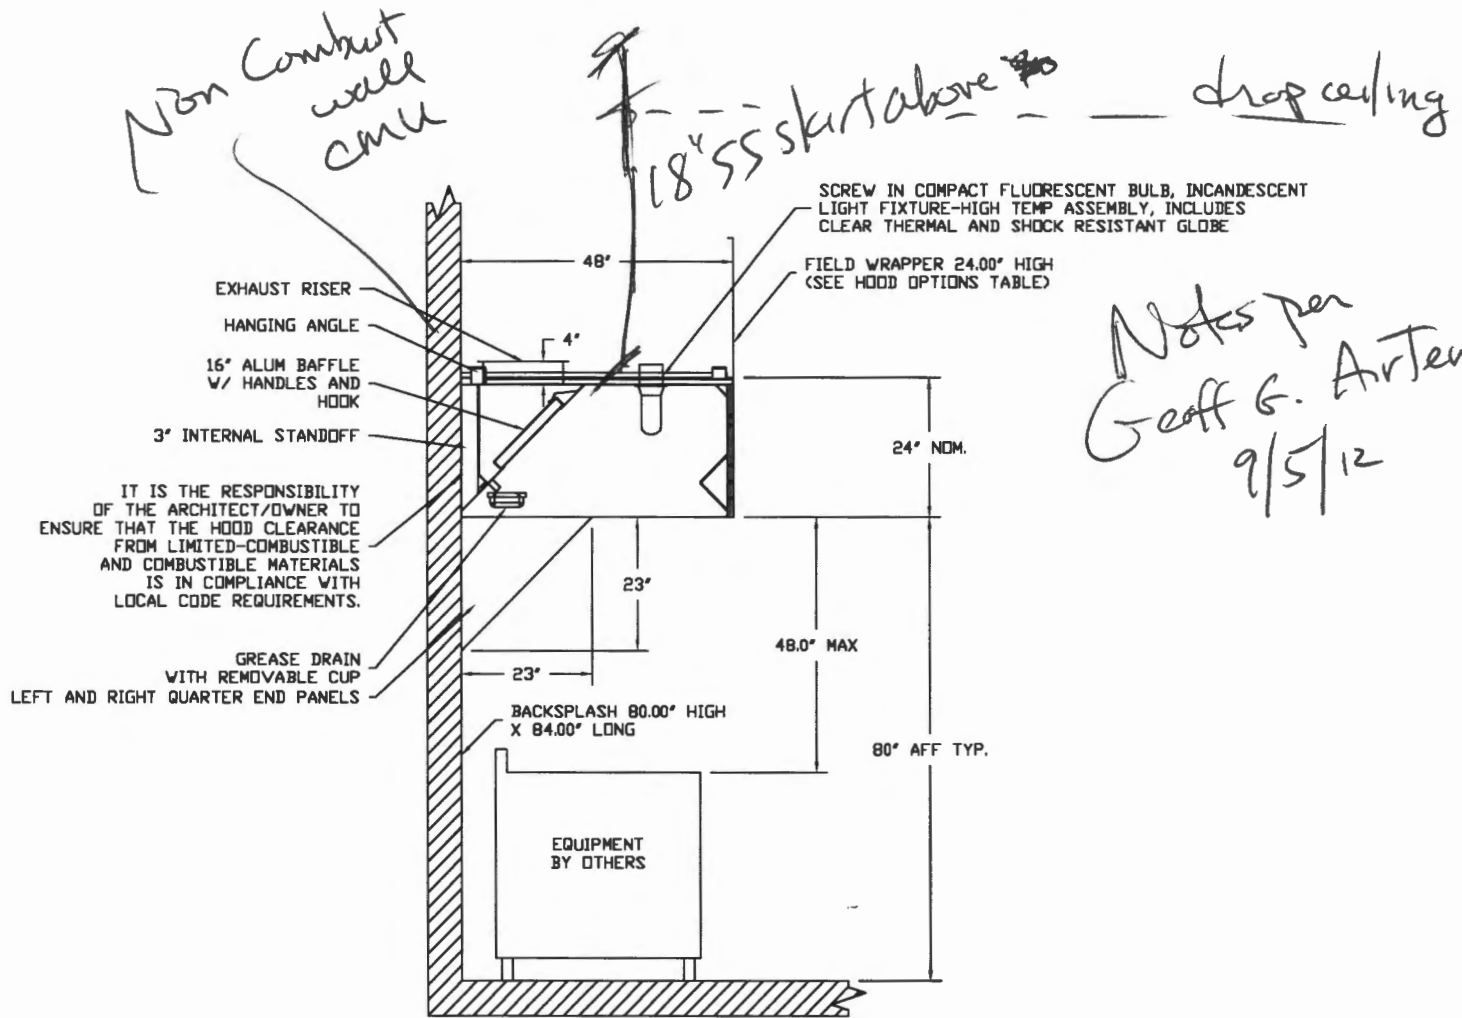 Non Combust
wall
CMU
18" SS skirt above
drop ceiling
SCREW IN COMPACT FLUORESCENT BULB, INCANDESCENT
LIGHT FIXTURE-HIGH TEMP ASSEMBLY, INCLUDES
CLEAR THERMAL AND SHOCK RESISTANT GLOBE
48"
FIELD WRAPPER 24.00" HIGH
(SEE HOOD OPTIONS TABLE)
EXHAUST RISER
HANGING ANGLE
4"
16" ALUM BAFFLE
W/ HANDLES AND
HOOK
Notes per
Geoff G. AirTem
9/5/12
3" INTERNAL STANDOFF
24" NOM.
IT IS THE RESPONSIBILITY
OF THE ARCHITECT/OWNER TO
ENSURE THAT THE HOOD CLEARANCE
FROM LIMITED-COMBUSTIBLE
AND COMBUSTIBLE MATERIALS
IS IN COMPLIANCE WITH
LOCAL CODE REQUIREMENTS.
23"
48.0" MAX
GREASE DRAIN
WITH REMOVABLE CUP
23"
LEFT AND RIGHT QUARTER END PANELS
BACKSPLASH 80.00" HIGH
X 84.00" LONG
80" AFF TYP.
EQUIPMENT
BY OTHERS